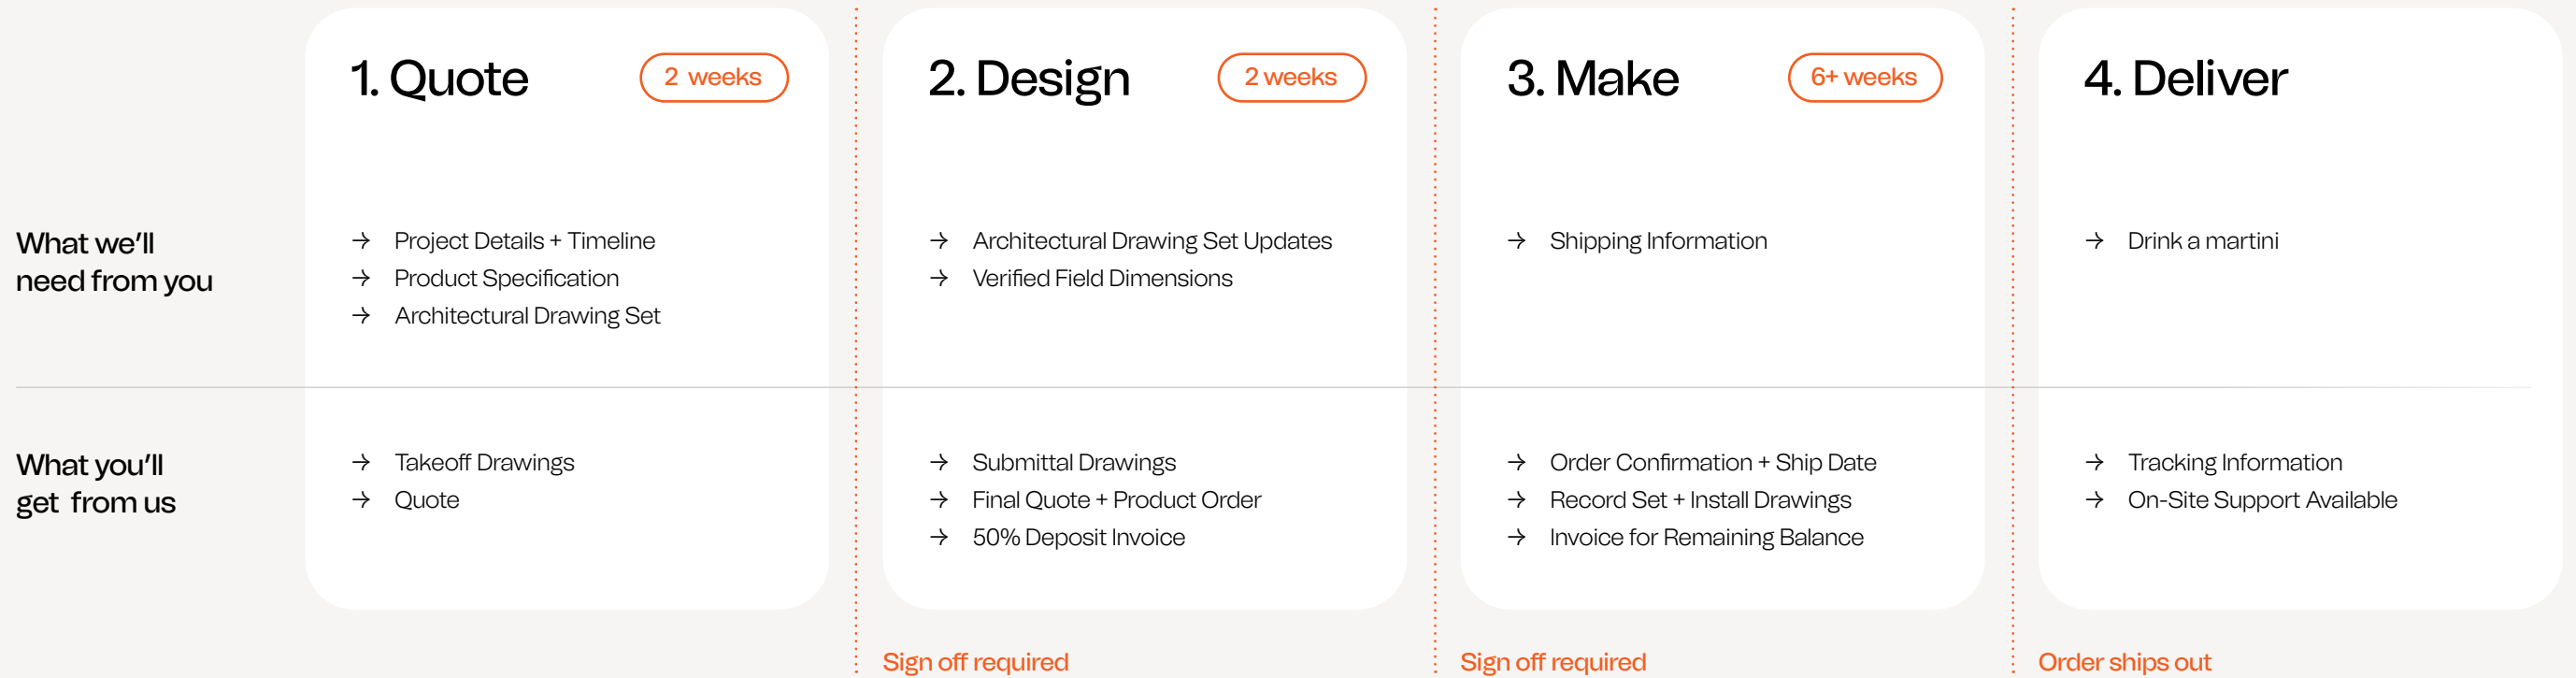 1. Quote
2 weeks
2. Design
2 weeks
3. Make
6+ weeks
4. Deliver
What we'll
need from you
→ Project Details + Timeline
→ Product Specification
→ Architectural Drawing Set
→ Architectural Drawing Set Updates
→ Verified Field Dimensions
→ Shipping Information
→ Drink a martini
What you'll
get from us
→ Takeoff Drawings
→ Quote
→ Submittal Drawings
→ Final Quote + Product Order
→ 50% Deposit Invoice
→ Order Confirmation + Ship Date
→ Record Set + Install Drawings
→ Invoice for Remaining Balance
→ Tracking Information
→ On-Site Support Available
Sign off required
Sign off required
Order ships out